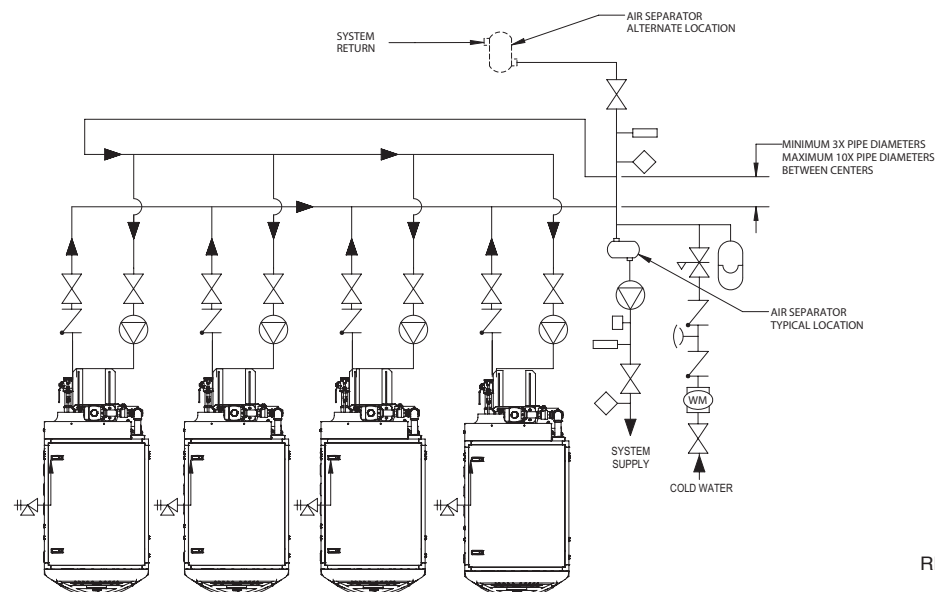 AIR SEPARATOR
ALTERNATE LOCATION
SYSTEM
RETURN
MINIMUM 3X PIPE DIAMETERS
MAXIMUM 10X PIPE DIAMETERS
BETWEEN CENTERS
AIR SEPARATOR
TYPICAL LOCATION
WM
SYSTEM
SUPPLY
COLD WATER